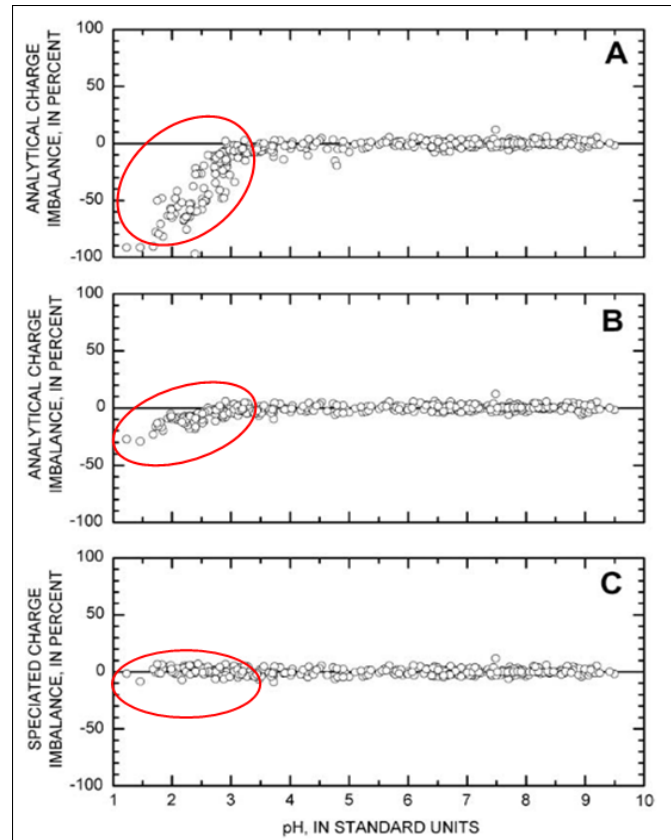 100
50
0
-50
-100
ANALYTICAL CHARGE
IMBALANCE, IN PERCENT
A
100
50
0
-50
-100
ANALYTICAL CHARGE
IMBALANCE, IN PERCENT
B
100
50
0
-50
-100
SPECIATED CHARGE
IMBALANCE, IN PERCENT
C
1 2 3 4 5 6 7 8 9 10
pH, IN STANDARD UNITS